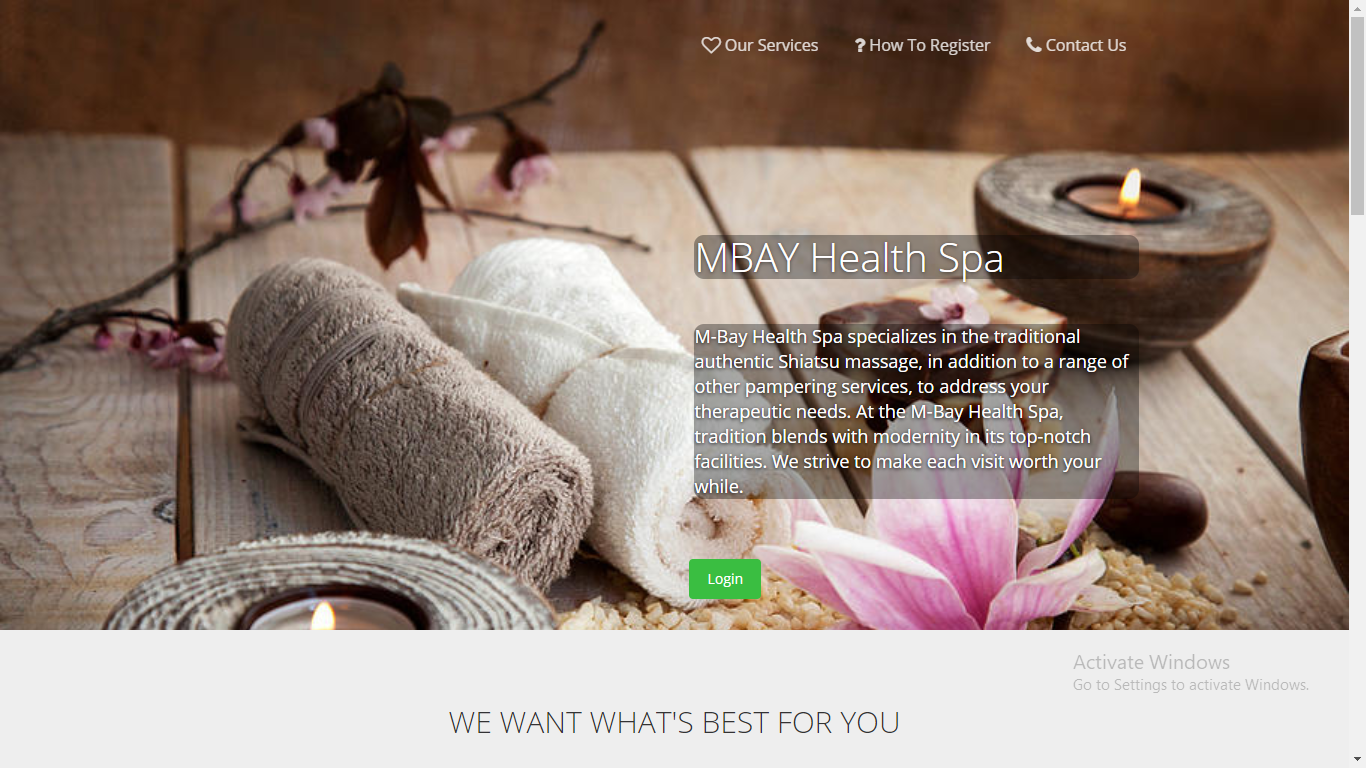 Our Services
? How To Register
Contact Us
MBAY Health Spa
M-Bay Health Spa specializes in the traditional
authentic Shiatsu massage, in addition to a range of
other pampering services, to address your
therapeutic needs. At the M-Bay Health Spa,
tradition blends with modernity in its top-notch
facilities. We strive to make each visit worth your
while.
Login
Activate Windows
Go to Settings to activate Windows.
WE WANT WHAT'S BEST FOR YOU